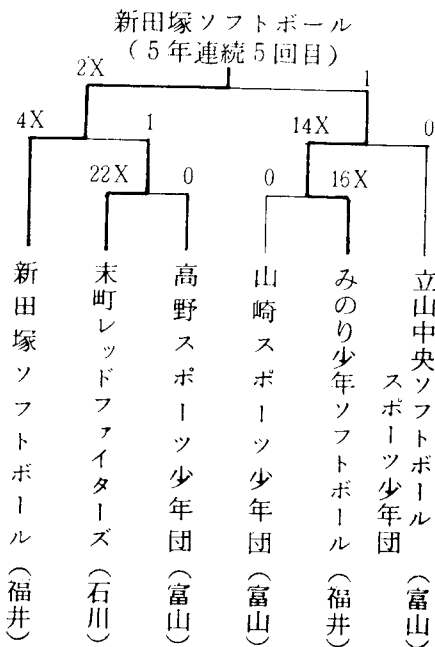 新田塚ソフトボール
(5年連続5回目)
2X 1
4X 1 14X 0
22X 0 0 16X
新田塚ソフトボール(福井)
末町レッドファイターズ(石川)
高野スポーツ少年団(富山)
山崎スポーツ少年団(富山)
みのり少年ソフトボール(福井)
立山中央ソフトボール
スポーツ少年団(富山)